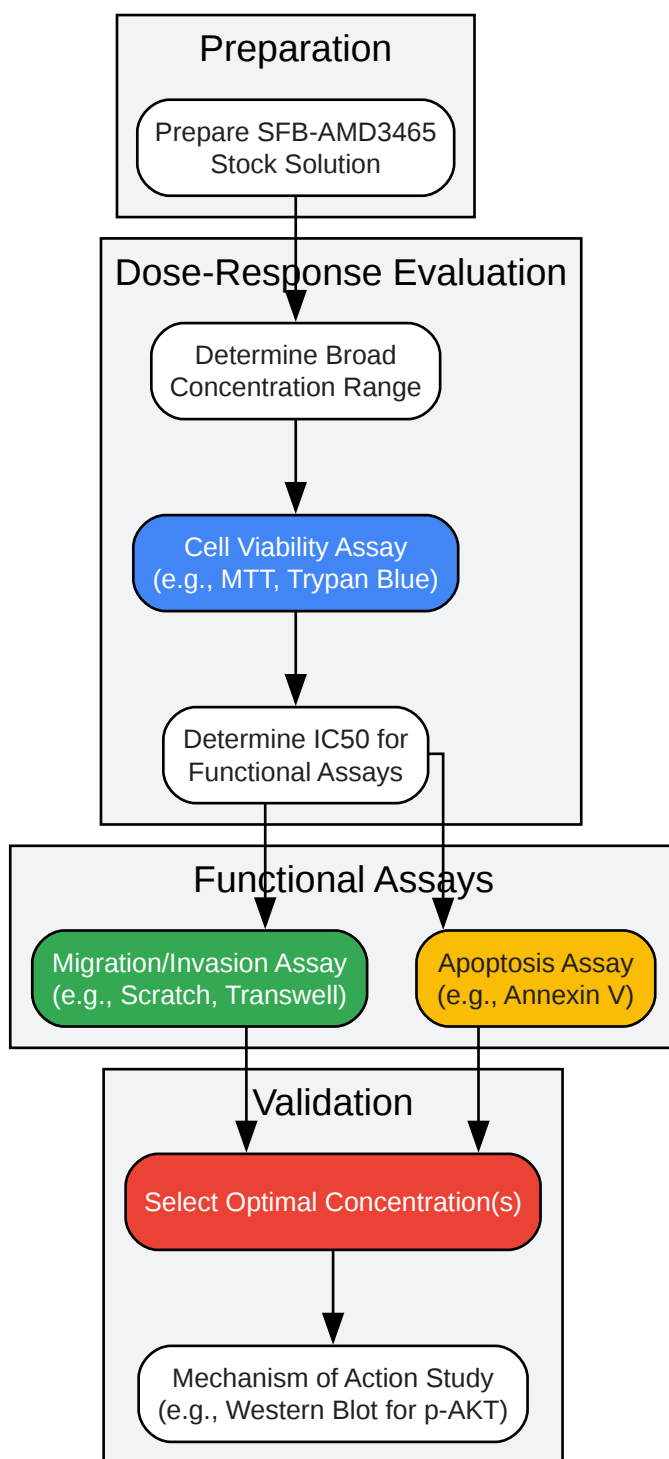 Preparation
Prepare SFB-AMD3465
Stock Solution
Dose-Response Evaluation
Determine Broad
Concentration Range
Cell Viability Assay
(e.g., MTT, Trypan Blue)
Determine IC50 for
Functional Assays
Functional Assays
Migration/Invasion Assay
(e.g., Scratch, Transwell)
Apoptosis Assay
(e.g., Annexin V)
Validation
Select Optimal Concentration(s)
Mechanism of Action Study
(e.g., Western Blot for p-AKT)